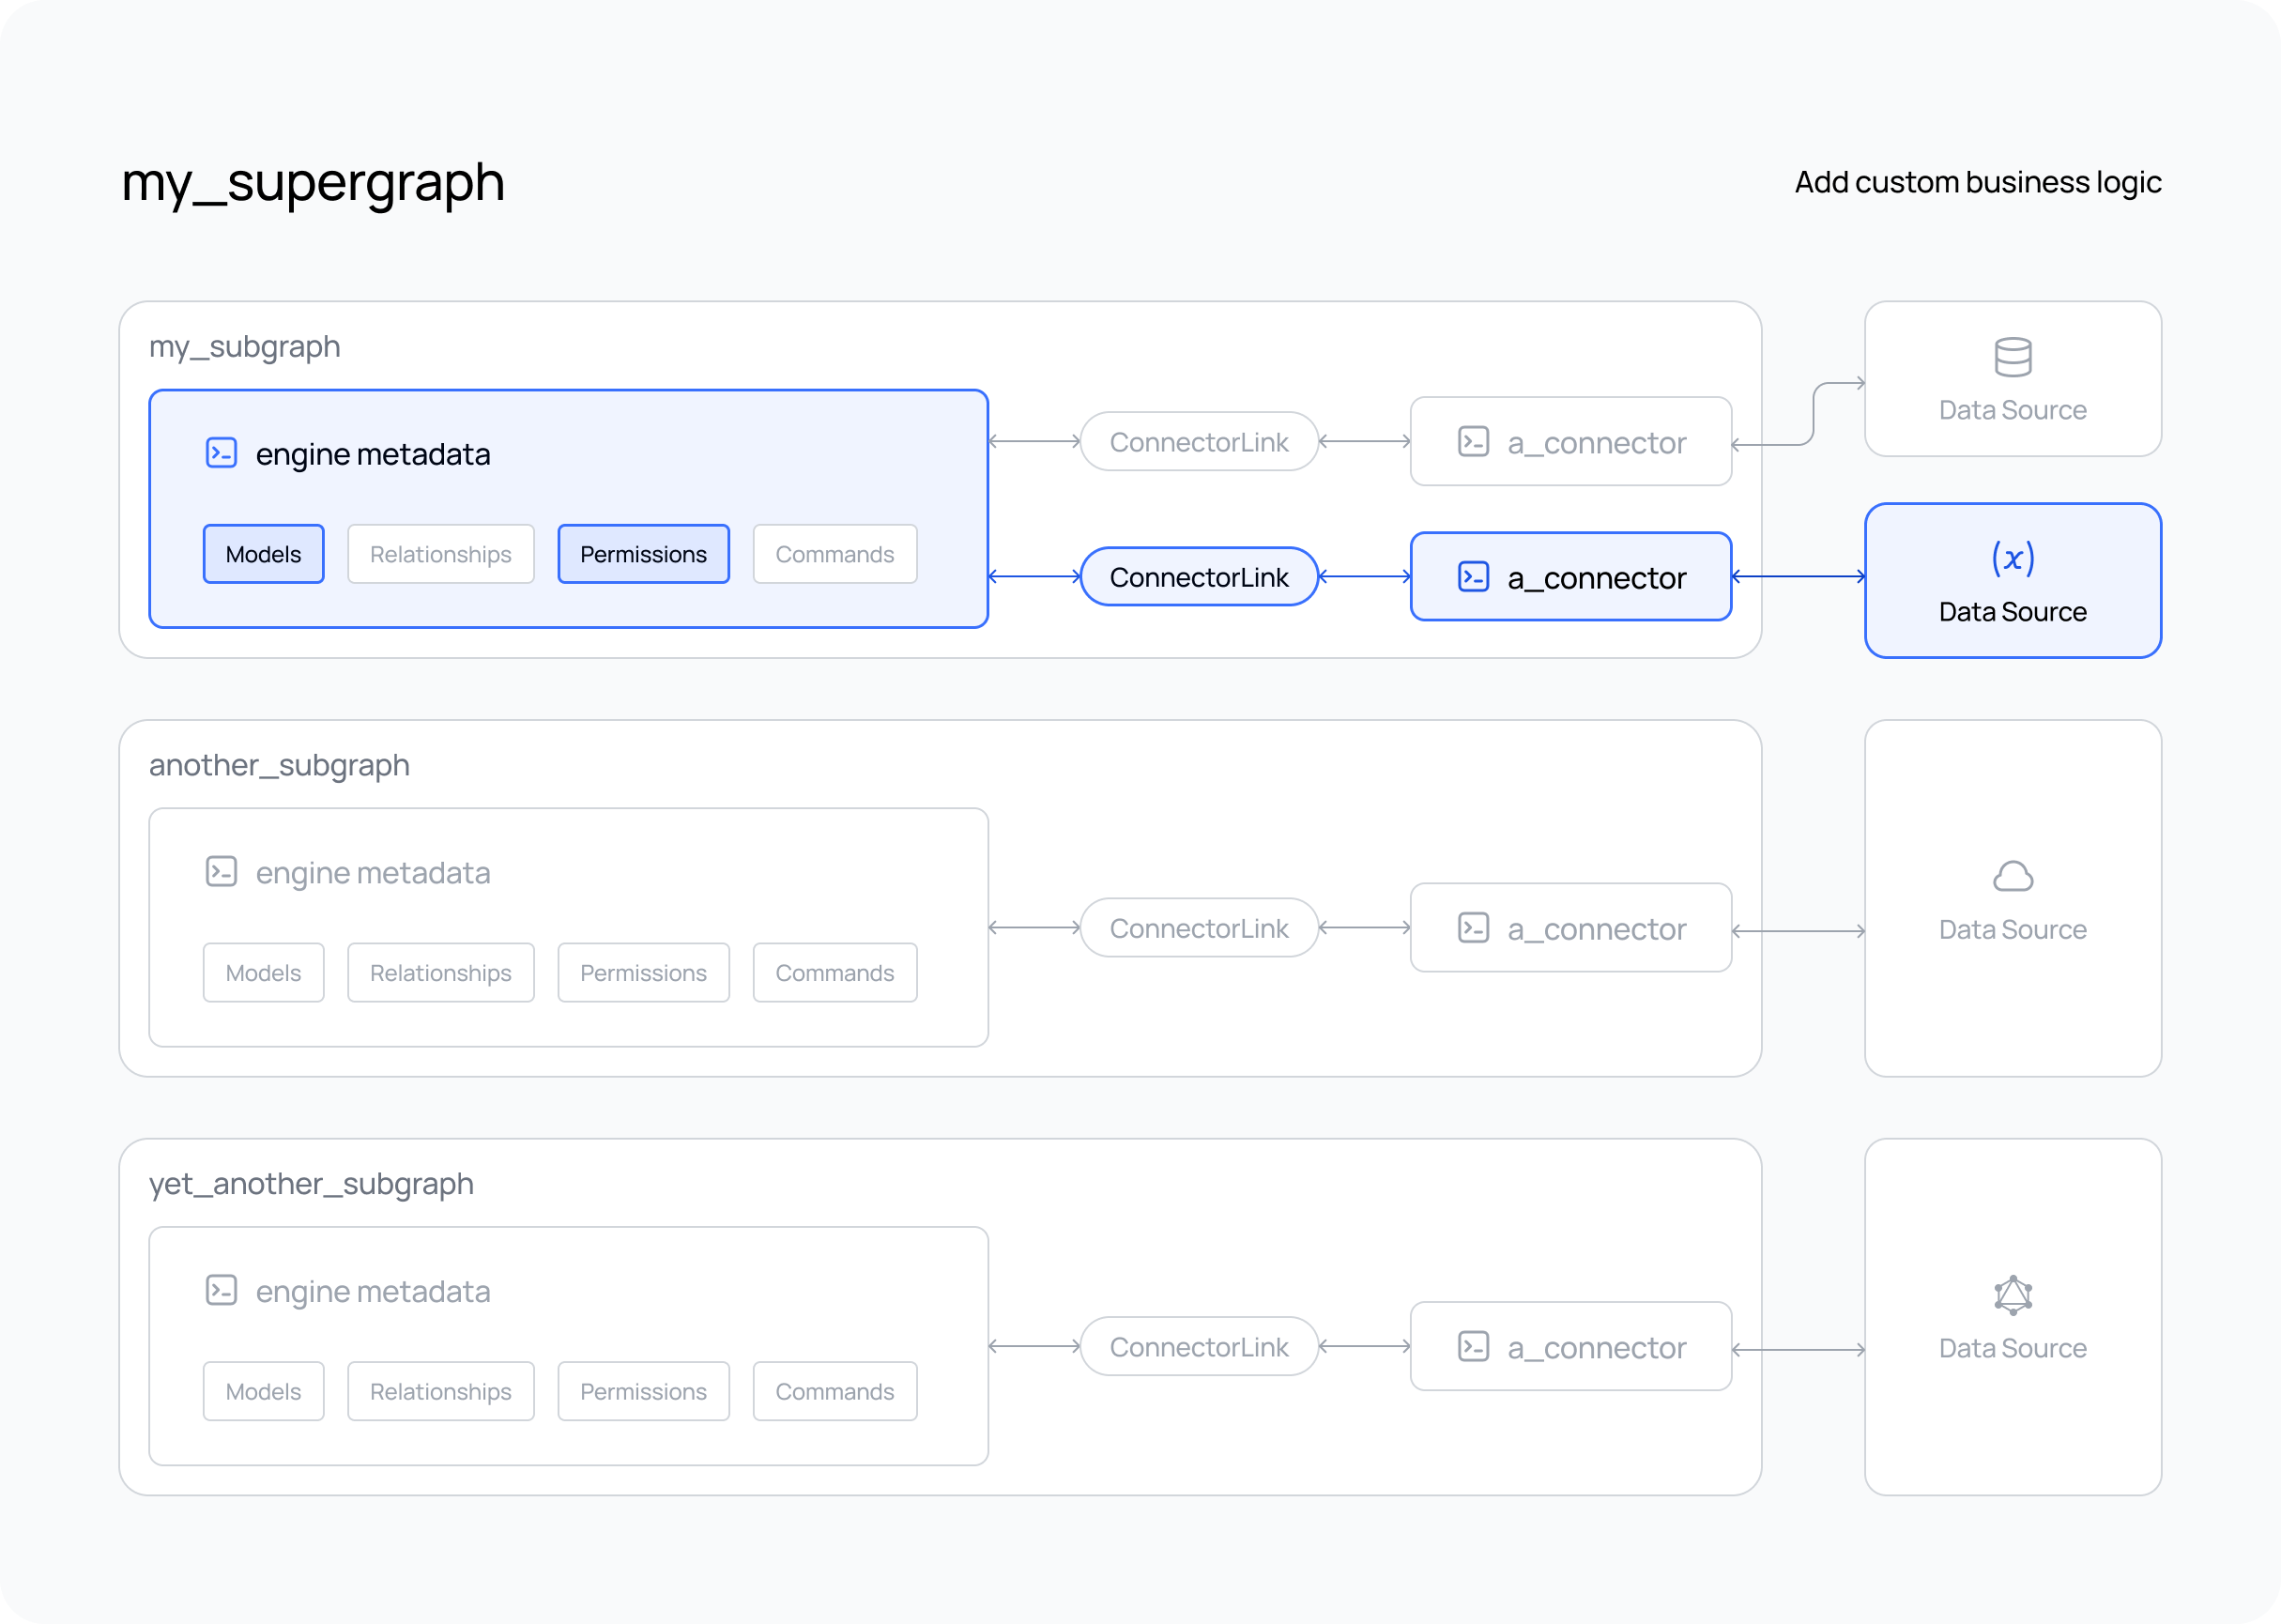 my_supergraph
Add custom business logic
my_subgraph
engine metadata
Models
Relationships
Permissions
Commands
ConnectorLink
a_connector
Data Source
ConnectorLink
a_connector
(x)
Data Source
another_subgraph
engine metadata
Models
Relationships
Permissions
Commands
ConnectorLink
a_connector
Data Source
yet_another_subgraph
engine metadata
Models
Relationships
Permissions
Commands
ConnectorLink
a_connector
Data Source